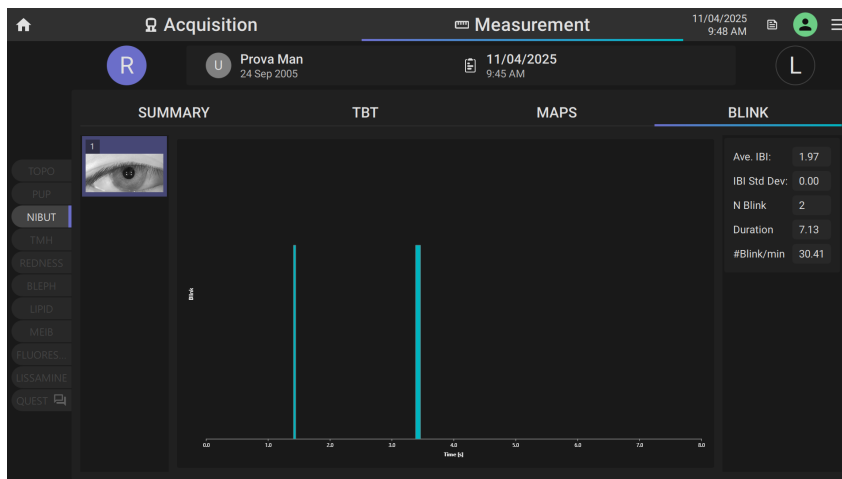 Acquisition
Measurement
11/04/2025
9:48 AM
R
U
Prova Man
24 Sep 2005
11/04/2025
9:45 AM
L
SUMMARY
TBT
MAPS
BLINK
TOPO
PUP
NIBUT
TMH
REDNESS
BLEPH
LIPID
MEIB
FLUORES...
LISSAMINE
QUEST
1
Blink
0.0 1.0 2.0 3.0 4.0 5.0 6.0 7.0 8.0
Time [s]
Ave. IBI: 1.97
IBI Std Dev: 0.00
N Blink 2
Duration 7.13
#Blink/min 30.41